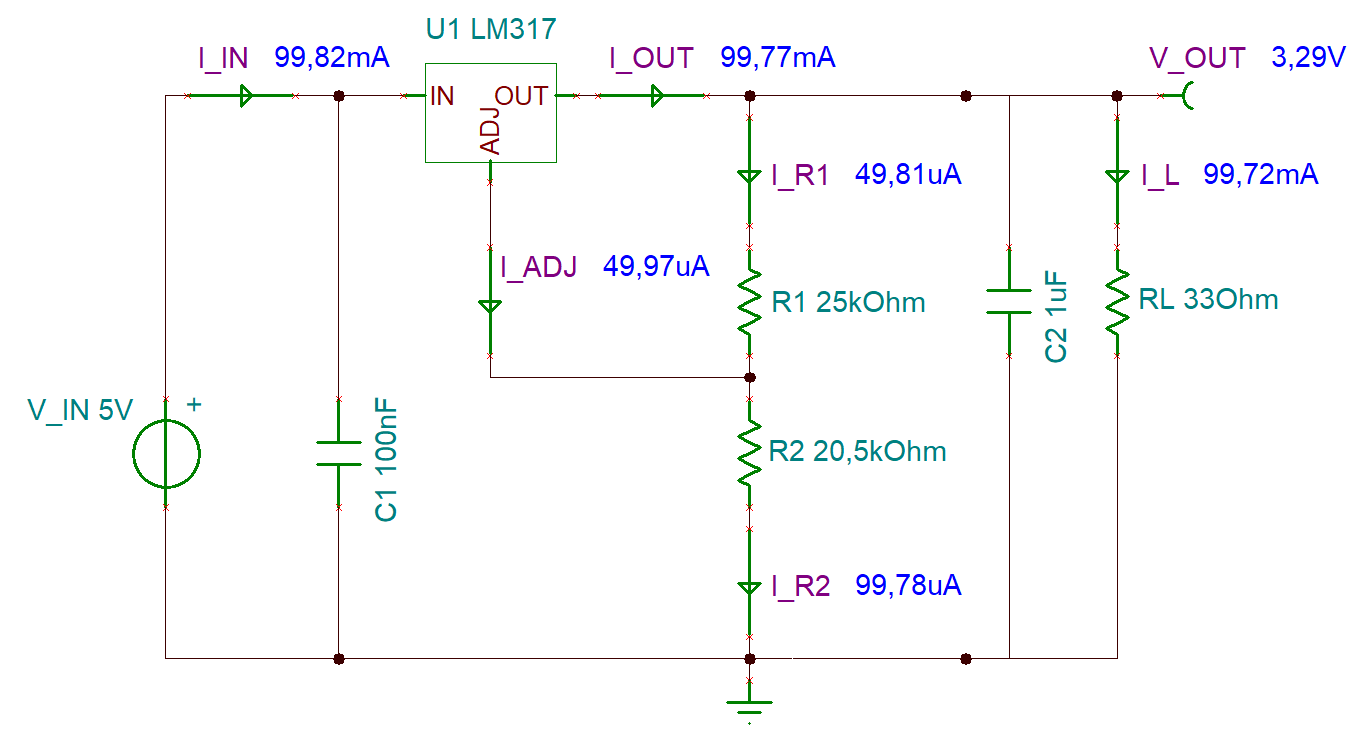 U1 LM317
I_IN 99,82mA
I_OUT 99,77mA
V_OUT 3,29V
IN
OUT
ADJ
I_R1 49,81uA
I_L 99,72mA
I_ADJ 49,97uA
R1 25kOhm
C2 1uF
RL 33Ohm
V_IN 5V
+
C1 100nF
R2 20,5kOhm
I_R2 99,78uA